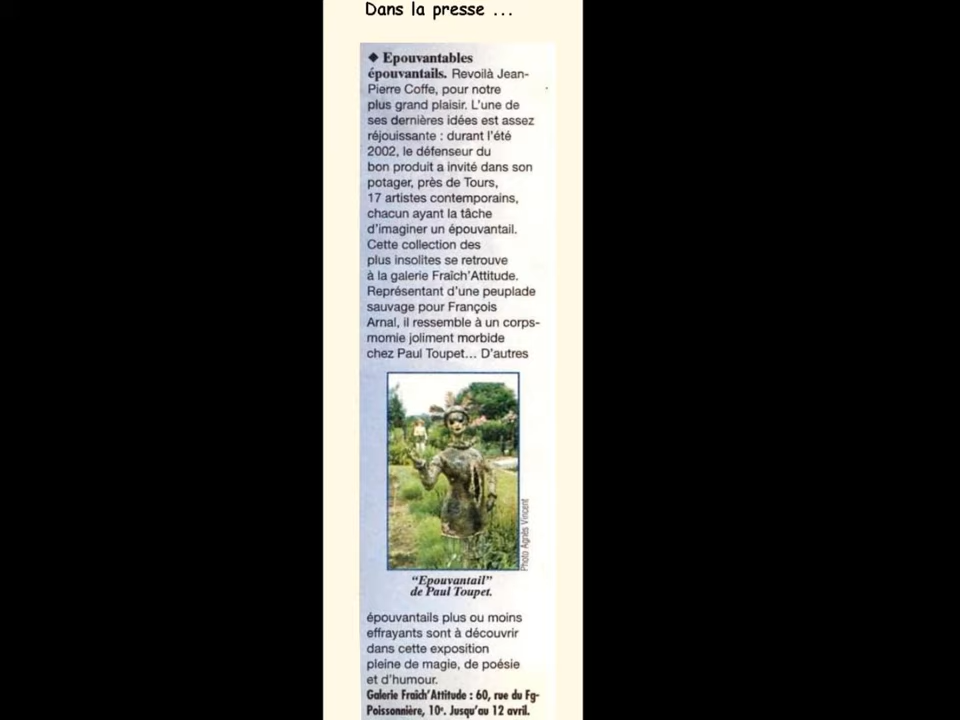 Dans la presse ...
◆ Epouvantables
épouvantails. Revoilà Jean-
Pierre Coffe, pour notre
plus grand plaisir. L'une de
ses dernières idées est assez
réjouissante : durant l'été
2002, le défenseur du
bon produit a invité dans son
potager, près de Tours,
17 artistes contemporains,
chacun ayant la tâche
d'imaginer un épouvantail.
Cette collection des
plus insolites se retrouve
à la galerie Fraîch'Attitude.
Représentant d'une peuplade
sauvage pour François
Arnal, il ressemble à un corps-
momie joliment morbide
chez Paul Toupet... D'autres
Photo Agnès Vincent
"Epouvantail"
de Paul Toupet.
épouvantails plus ou moins
effrayants sont à découvrir
dans cette exposition
pleine de magie, de poésie
et d'humour.
Galerie Fraîch'Attitude : 60, rue du Fg-
Poissonnière, 10e. Jusqu'au 12 avril.